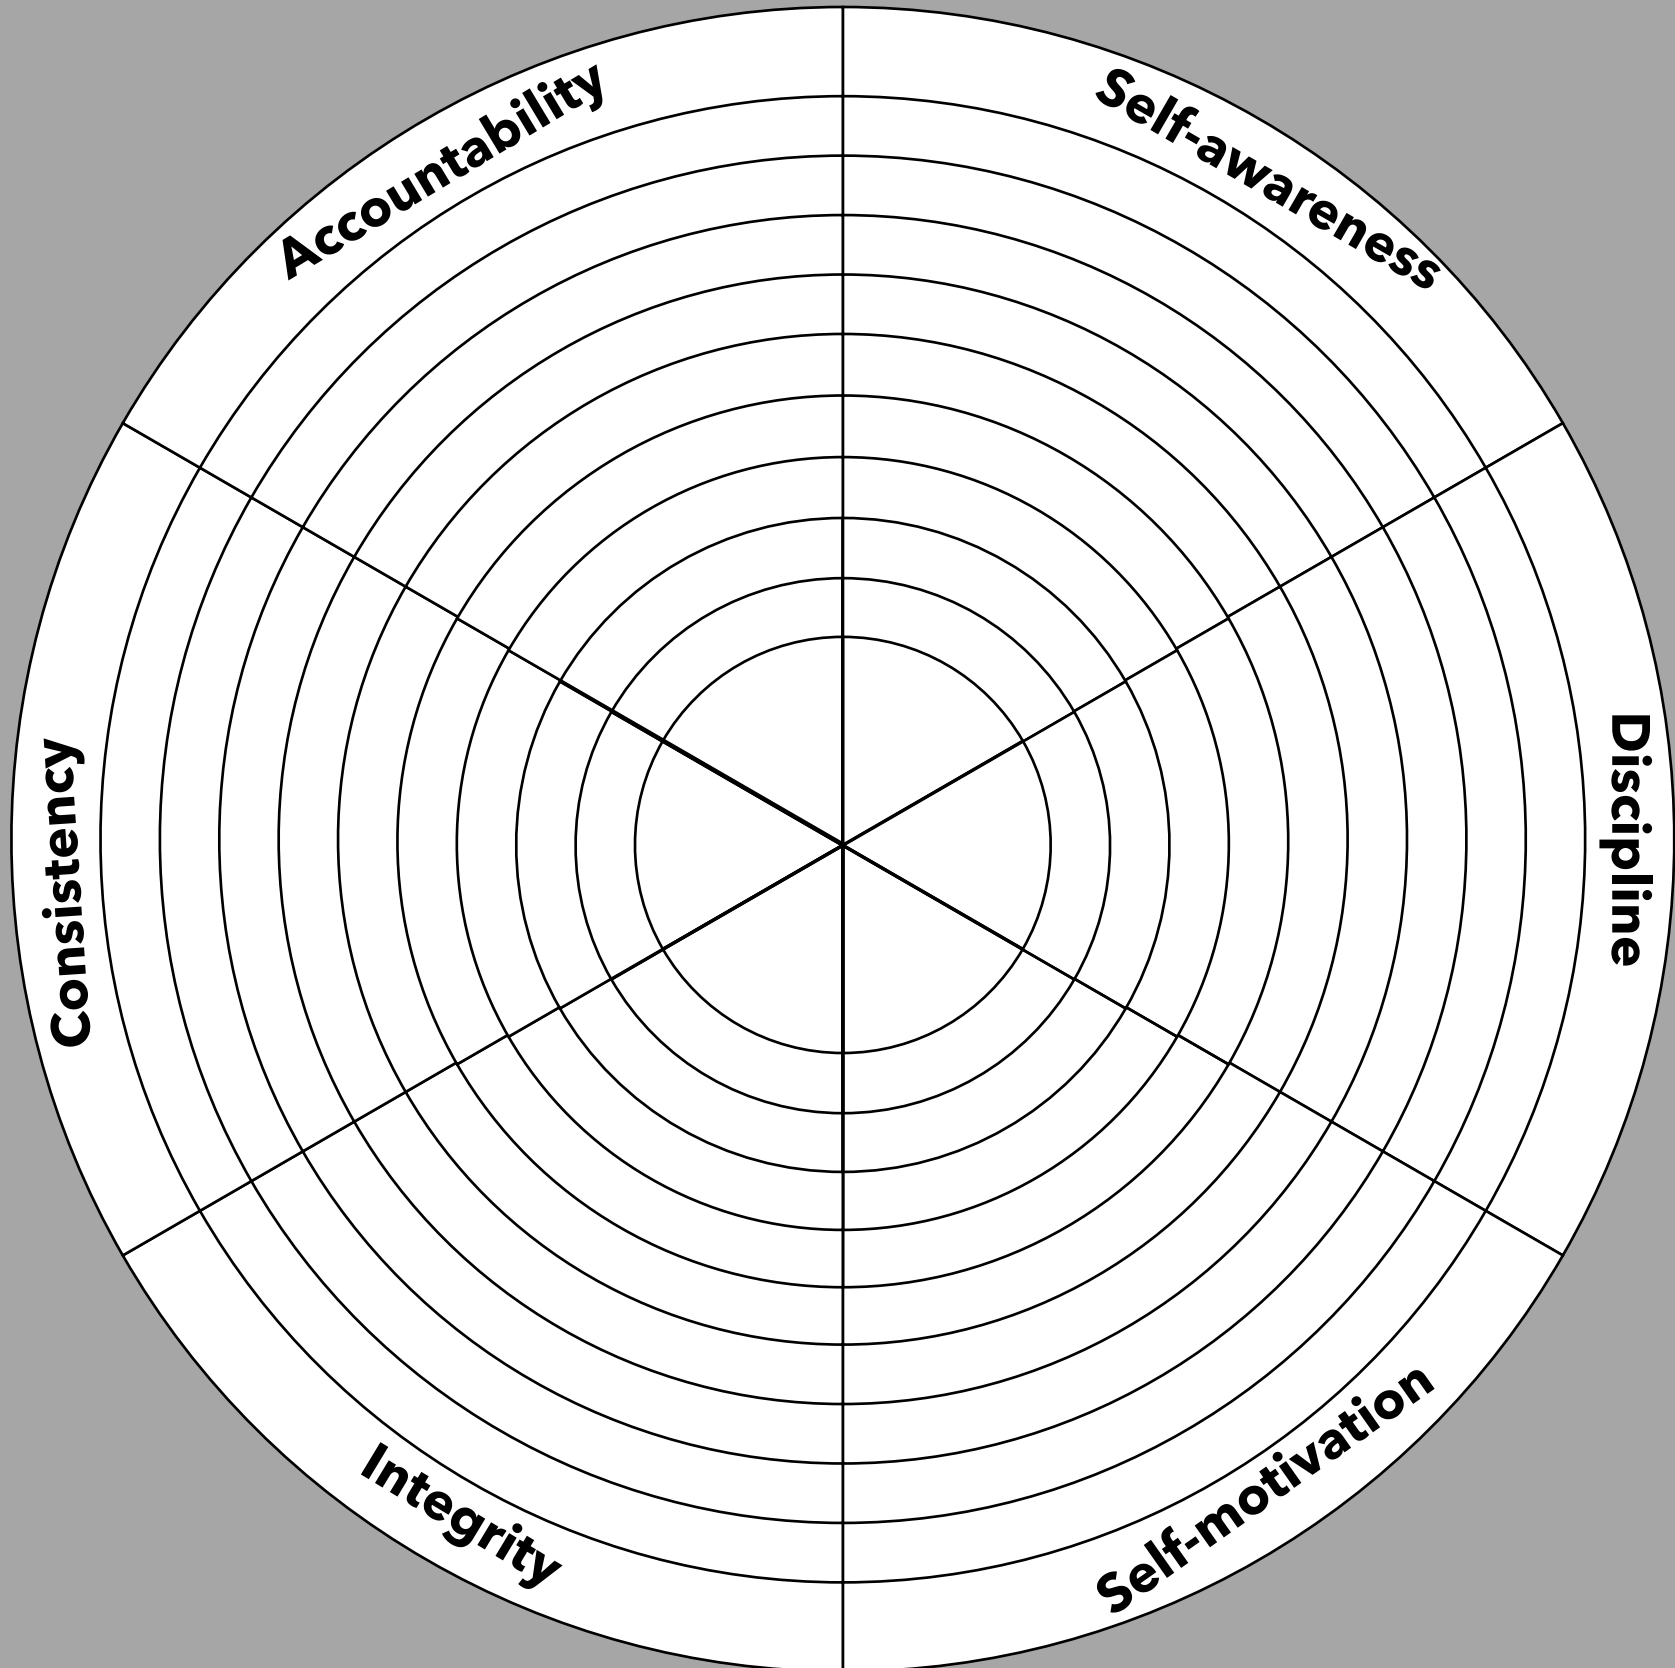 Accountability
Self-awareness
Consistency
Discipline
Integrity
Self-motivation